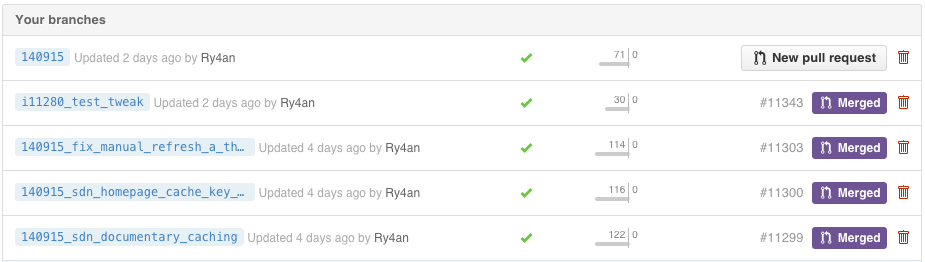 Your branches
140915 Updated 2 days ago by Ry4an 71 0 New pull request
i11280_test_tweak Updated 2 days ago by Ry4an 30 0 #11343 Merged
140915_fix_manual_refresh_a_th… Updated 4 days ago by Ry4an 114 0 #11303 Merged
140915_sdn_homepage_cache_key_… Updated 4 days ago by Ry4an 116 0 #11300 Merged
140915_sdn_documentary_caching Updated 4 days ago by Ry4an 122 0 #11299 Merged